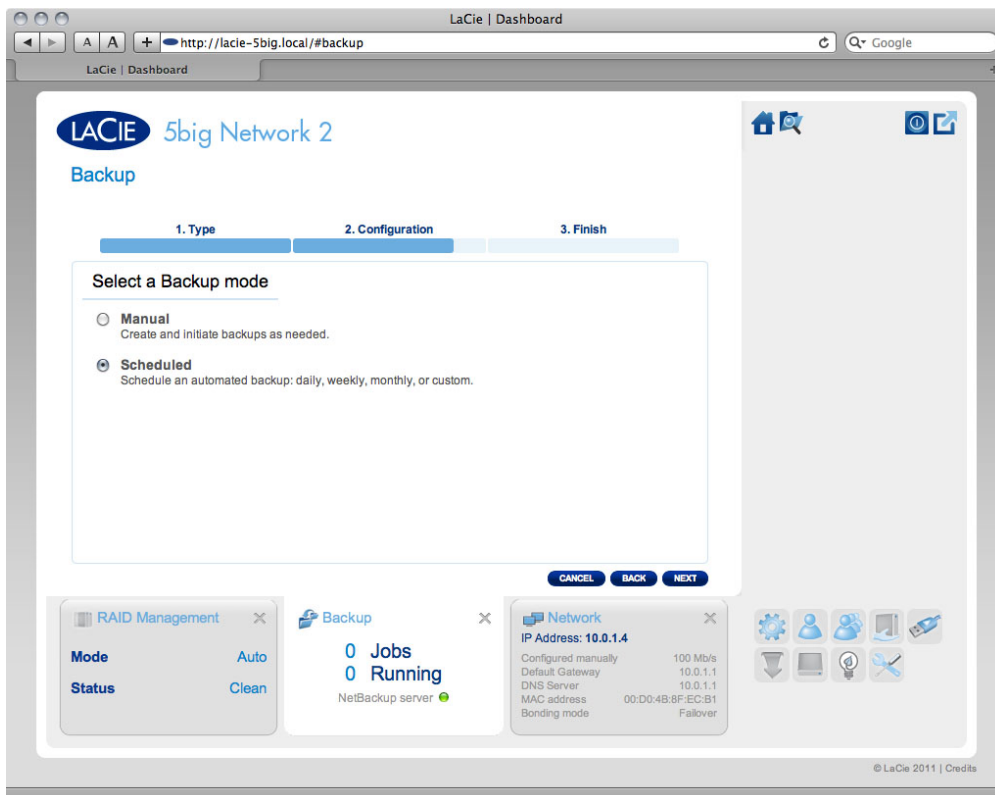 LaCie | Dashboard
A A + http://lacie-5big.local/#backup Google
LaCie | Dashboard
LACIE 5big Network 2
Backup
1. Type 2. Configuration 3. Finish
Select a Backup mode
Manual
Create and initiate backups as needed.
Scheduled
Schedule an automated backup: daily, weekly, monthly, or custom.
CANCEL BACK NEXT
RAID Management
Mode Auto
Status Clean
Backup
0 Jobs
0 Running
NetBackup server
Network
IP Address: 10.0.1.4
Configured manually 100 Mb/s
Default Gateway 10.0.1.1
DNS Server 10.0.1.1
MAC address 00:D0:4B:8F:EC:B1
Bonding mode Failover
© LaCie 2011 | Credits